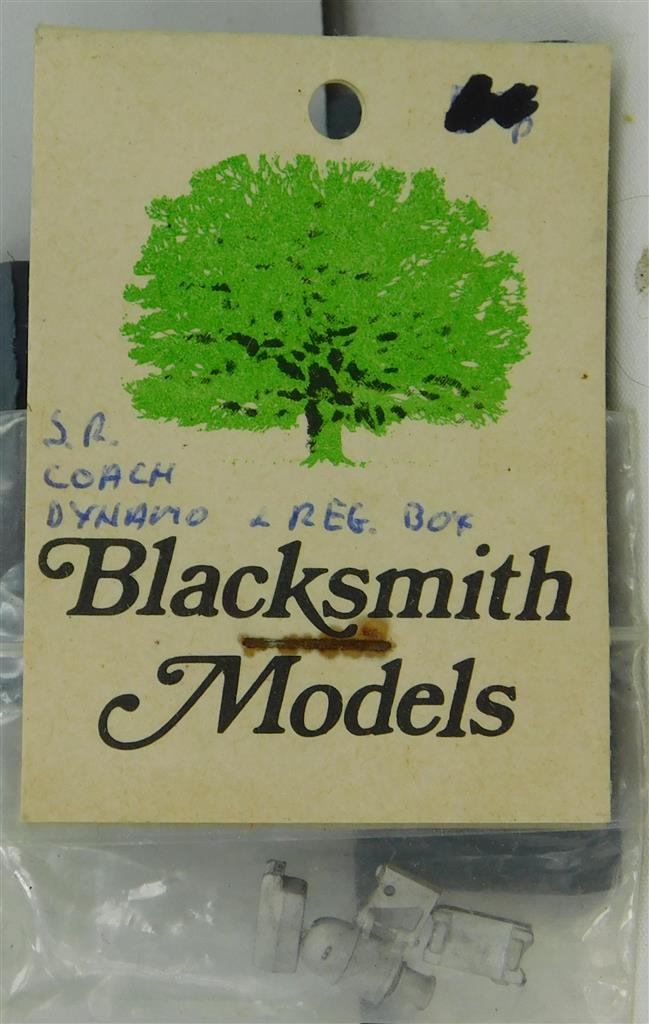 P
S.R.
COACH
DYNAMO & REG. BOX
Blacksmith
Models